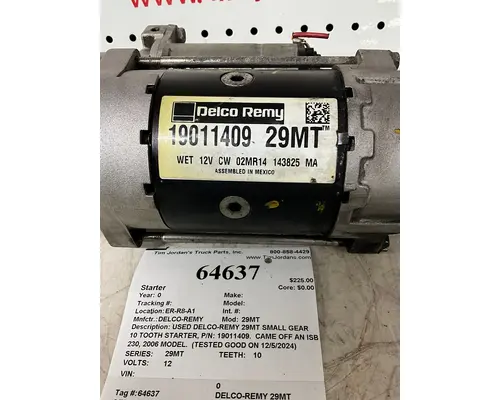 Delco Remy
19011409 29MT™
WET 12V CW 02MR14 143825 MA
ASSEMBLED IN MEXICO
Tim Jordan's Truck Parts, Inc. 800-858-4429
www.TimJordans.com
64637
Starter $225.00
Year: 0 Make: Core: $0.00
Tracking #: Model:
Location:ER-R8-A1 Int. #:
Mnfctr.:DELCO-REMY Mod: 29MT
Description: USED DELCO-REMY 29MT SMALL GEAR
10 TOOTH STARTER, P/N: 19011409. CAME OFF AN ISB
230, 2006 MODEL. (TESTED GOOD ON 12/5/2024)
SERIES: 29MT TEETH: 10
VOLTS: 12
VIN:
0
Tag #:64637 DELCO-REMY 29MT